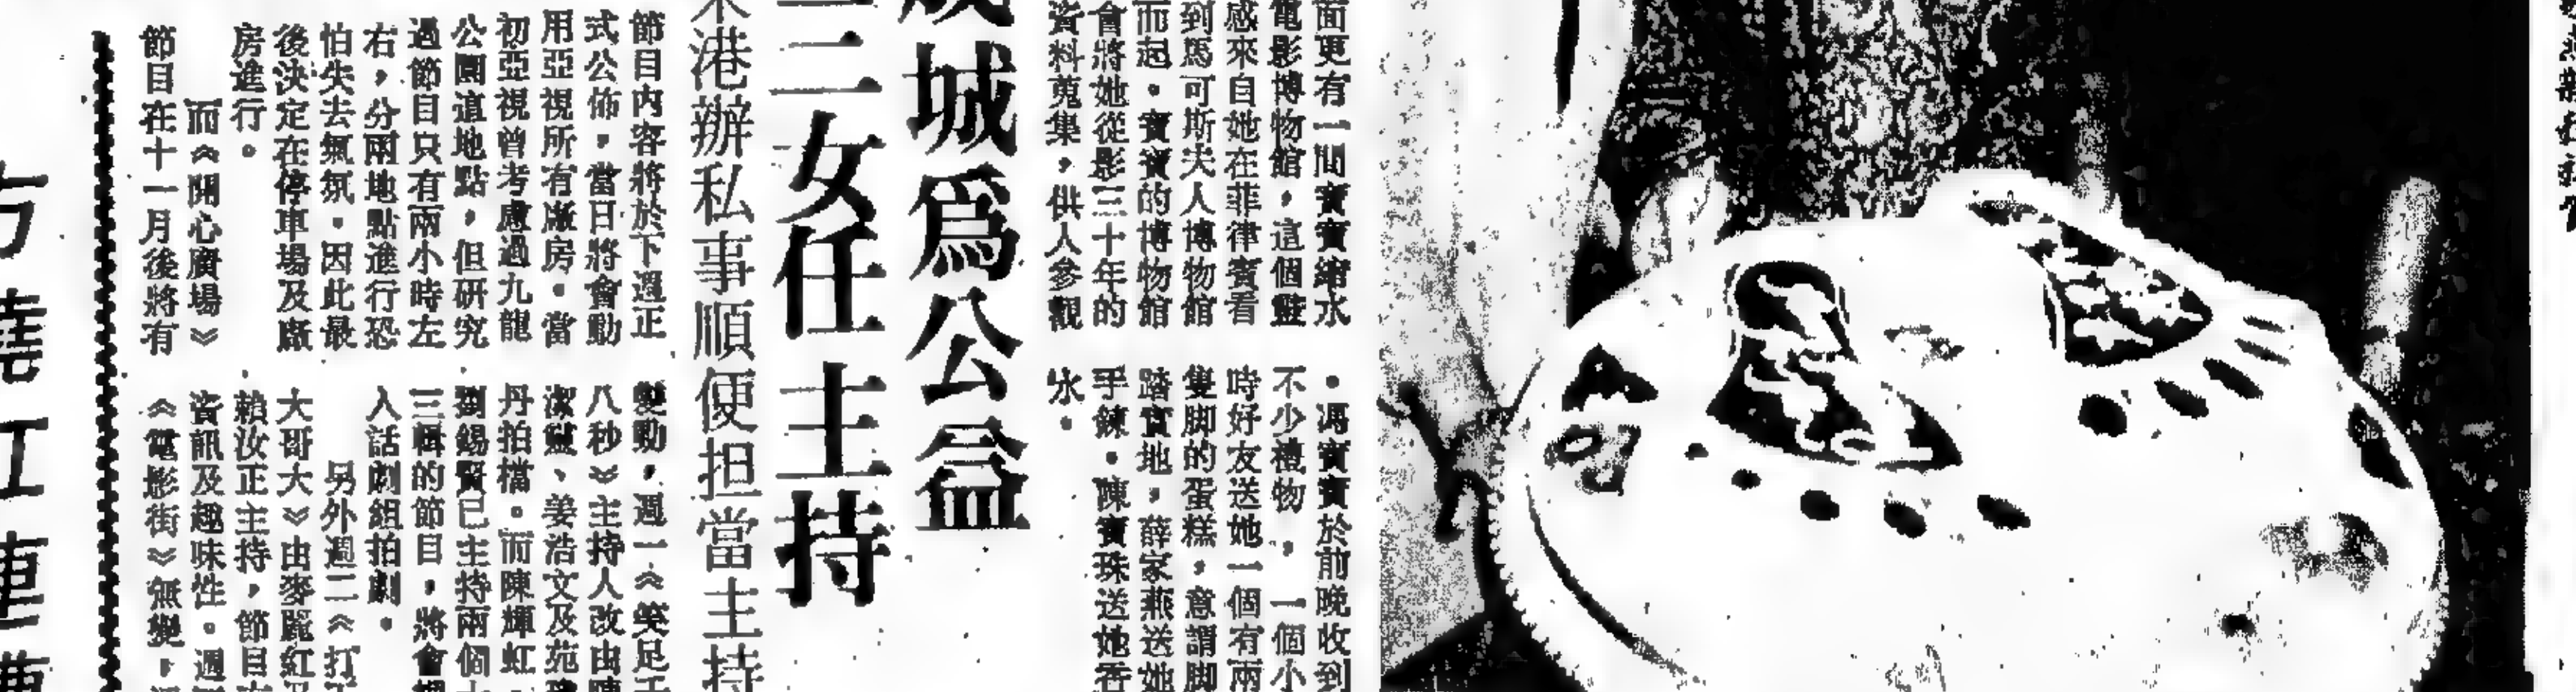 面更有一間寶寶縮水
電影博物館，這個靈
感來自她在菲律賓看
到馬可斯夫人博物館
而起。寶寶的博物館
會將她從影三十年的
資料蒐集，供人參觀
。馮寶寶於前晚收到
不少禮物，一個小
時好友送她一個有兩
隻脚的蛋糕，意謂脚
踏實地，薛家燕送她
手鍊。陳寶珠送她吞
水。
城為公益
三女任主持
港辦私事順便担當主持
節目內容將於下週正
式公佈，當日將會動
用亞視所有廠房。當
初亞視曾考慮過九龍
公園這地點，但研究
過節目只有兩小時左
右，分兩地點進行恐
怕失去氣氛。因此最
後決定在停車場及廠
房進行。
而《開心廣場》
節目在十一月後將有
變動，週一《笑足
八秒》主持人改由陳
潔靈、姜浩文及苑
丹拍檔。而陳輝虹、
劉錫賢已主持兩個
三輯的節目，將會
入話劇組拍劇。
另外週二《打
大哥大》由麥麗紅及
賴汝正主持，節目
資訊及趣味性。週
《電影街》無變，